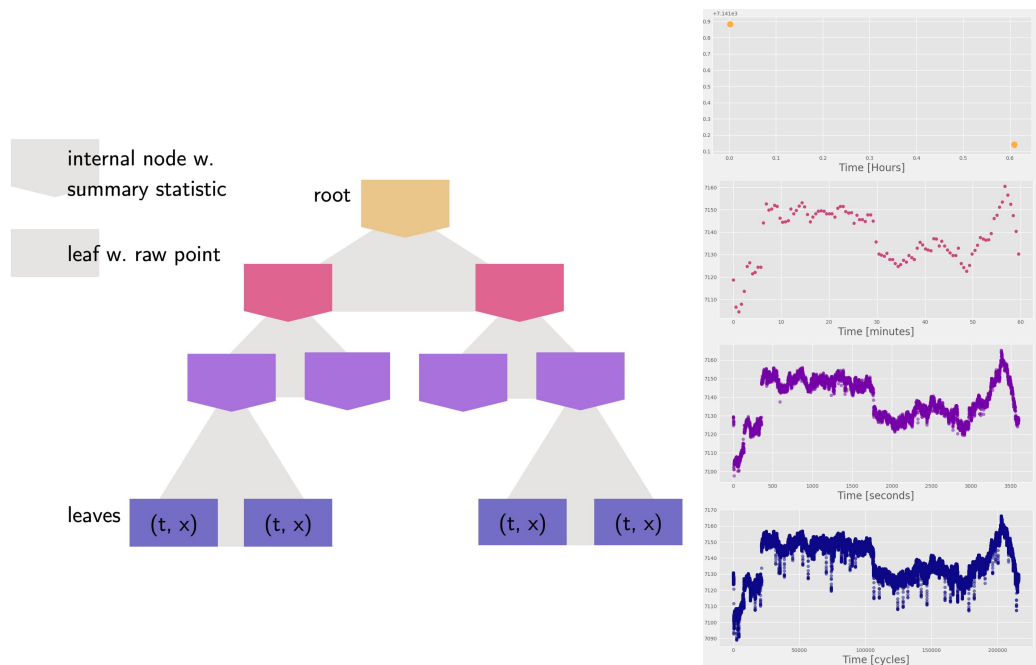 internal node w.
summary statistic
leaf w. raw point
root
leaves
(t, x)
(t, x)
(t, x)
(t, x)
+7.141e3
0.9
0.8
0.7
0.6
0.5
0.4
0.3
0.2
0.1
0.0 0.1 0.2 0.3 0.4 0.5 0.6
Time [Hours]
7160
7150
7140
7130
7120
7110
0 10 20 30 40 50 60
Time [minutes]
7160
7150
7140
7130
7120
7110
7100
0 500 1000 1500 2000 2500 3000 3500
Time [seconds]
7170
7160
7150
7140
7130
7120
7110
7100
7090
0 50000 100000 150000 200000
Time [cycles]